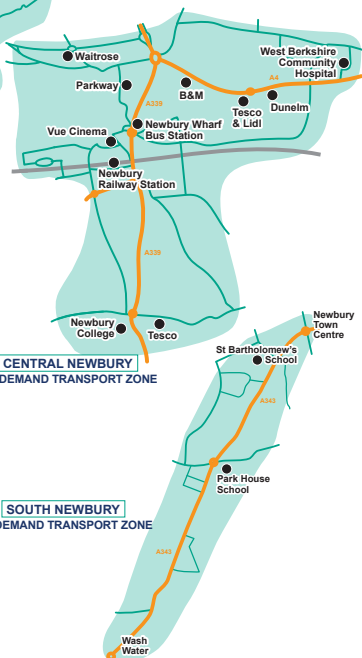 Waitrose
West Berkshire
Community
Hospital
A4
Parkway
B&M
Tesco
& Lidl
Dunelm
A339
Newbury Wharf
Bus Station
Vue Cinema
Newbury
Railway Station
A339
Newbury
College
Tesco
CENTRAL NEWBURY
DEMAND TRANSPORT ZONE
Newbury
Town
Centre
St Bartholomew's
School
A343
Park House
School
SOUTH NEWBURY
DEMAND TRANSPORT ZONE
A343
Wash
Water